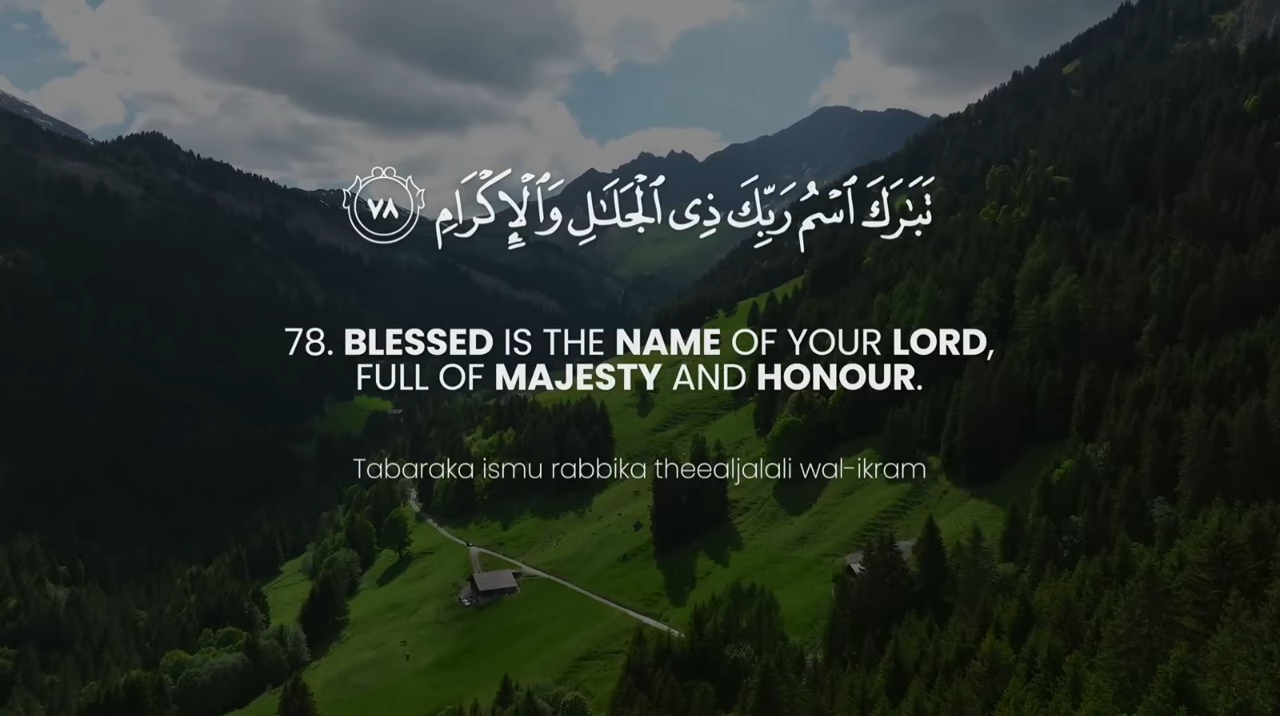 تَبَٰرَكَ ٱسْمُ رَبِّكَ ذِى ٱلْجَلَٰلِ وَٱلْإِكْرَامِ ٧٨
78. BLESSED IS THE NAME OF YOUR LORD,
FULL OF MAJESTY AND HONOUR.
Tabaraka ismu rabbika theealjalali wal-ikram